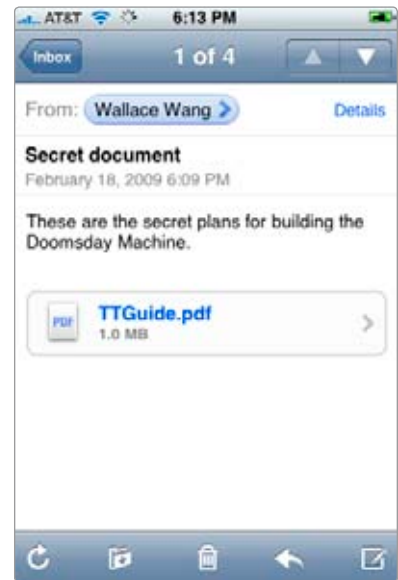 AT&T 6:13 PM
Inbox 1 of 4
From: Wallace Wang Details
Secret document
February 18, 2009 6:09 PM
These are the secret plans for building the
Doomsday Machine.
PDF TTGuide.pdf
1.0 MB